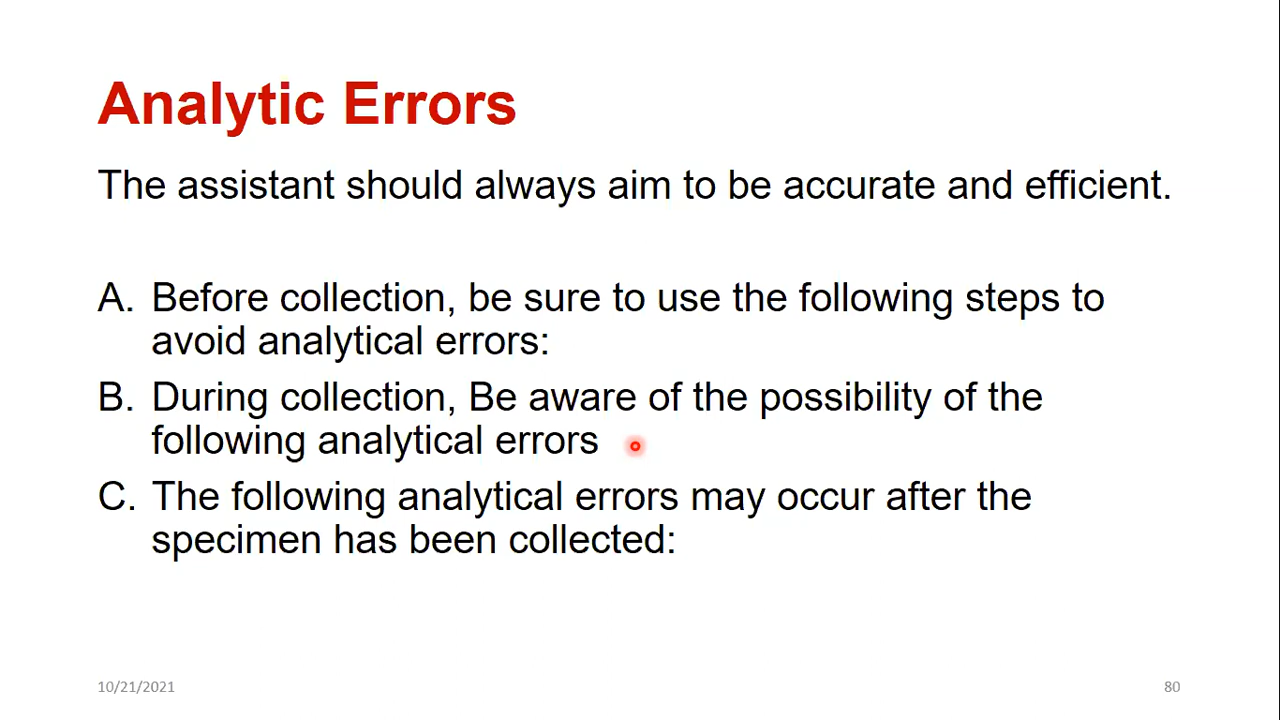 Analytic Errors
The assistant should always aim to be accurate and efficient.
A. Before collection, be sure to use the following steps to
avoid analytical errors:
B. During collection, Be aware of the possibility of the
following analytical errors
C. The following analytical errors may occur after the
specimen has been collected:
10/21/2021
80